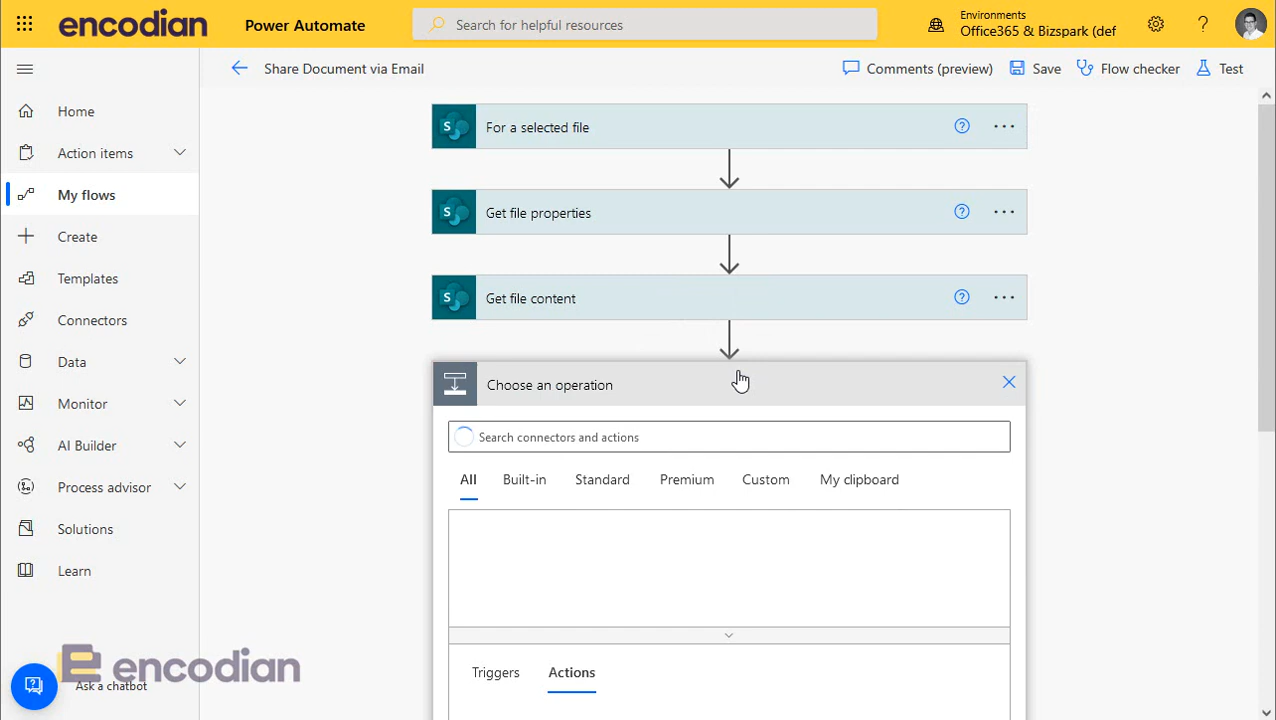 encodian
Power Automate
Search for helpful resources
Environments
Office365 & Bizspark (def
?
Share Document via Email
Comments (preview)
Save
Flow checker
Test
Home
Action items
My flows
Create
Templates
Connectors
Data
Monitor
AI Builder
Process advisor
Solutions
Learn
For a selected file
Get file properties
Get file content
Choose an operation
Search connectors and actions
All
Built-in
Standard
Premium
Custom
My clipboard
Triggers
Actions
encodian
Ask a chatbot